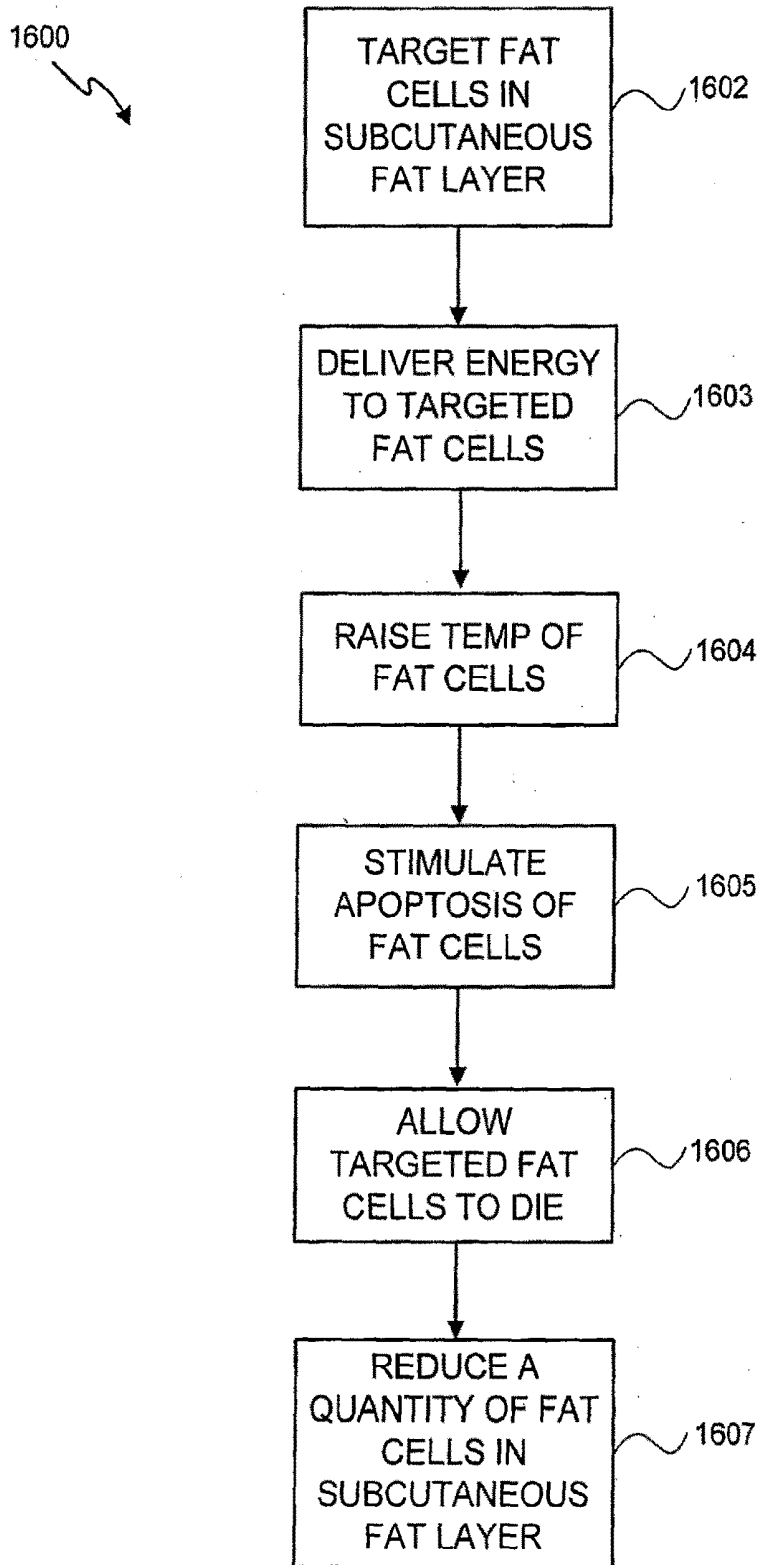 1600
TARGET FAT
CELLS IN
SUBCUTANEOUS
FAT LAYER
1602
DELIVER ENERGY
TO TARGETED
FAT CELLS
1603
RAISE TEMP OF
FAT CELLS
1604
STIMULATE
APOPTOSIS OF
FAT CELLS
1605
ALLOW
TARGETED FAT
CELLS TO DIE
1606
REDUCE A
QUANTITY OF FAT
CELLS IN
SUBCUTANEOUS
FAT LAYER
1607